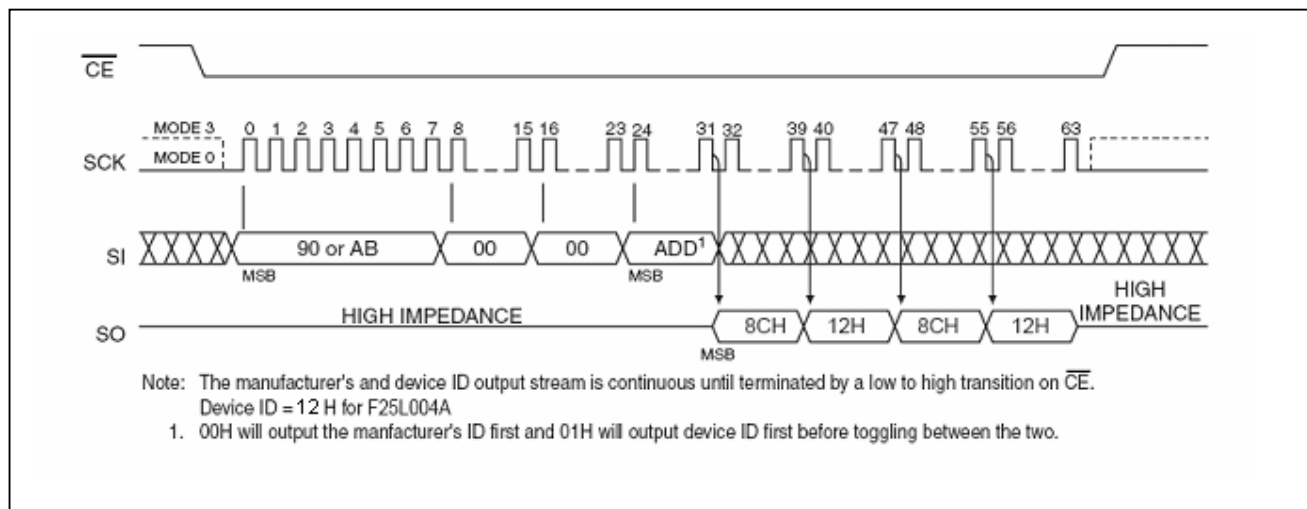 CE
MODE 3
0 1 2 3 4 5 6 7 8 15 16 23 24 31 32 39 40 47 48 55 56 63
SCK
MODE 0
SI
90 or AB
00
00
ADD1
MSB
MSB
HIGH IMPEDANCE
HIGH
IMPEDANCE
SO
8CH
12H
8CH
12H
MSB
Note: The manufacturer's and device ID output stream is continuous until terminated by a low to high transition on CE.
Device ID = 12 H for F25L004A
1. 00H will output the manfacturer's ID first and 01H will output device ID first before toggling between the two.